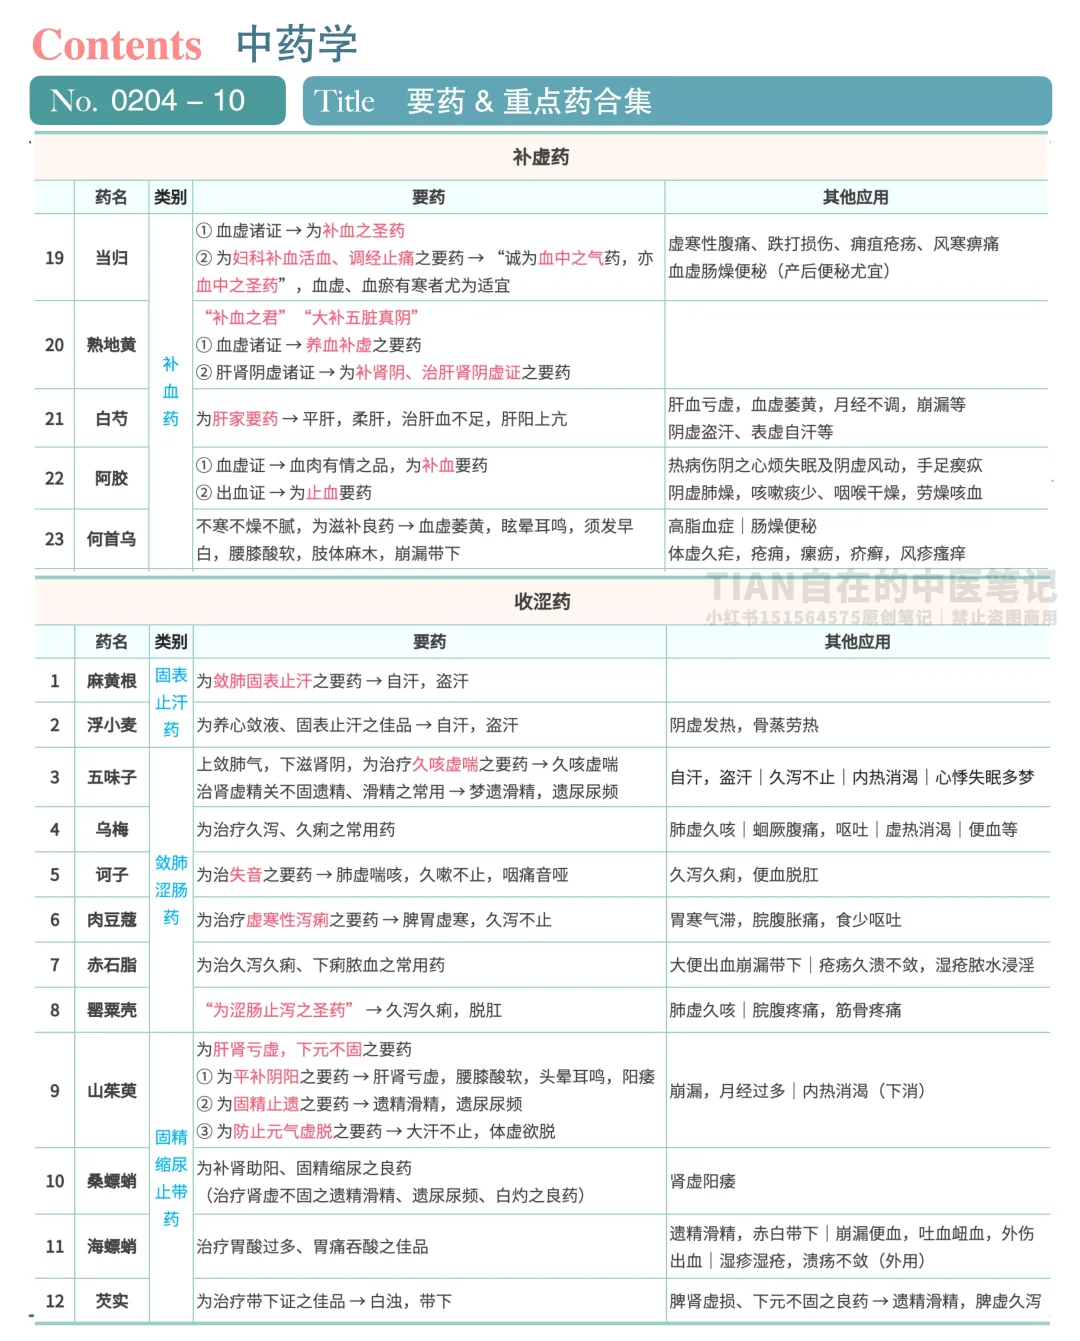 Contents 中药学
No. 0204 – 10
Title 要药 & 重点药合集
补虚药
药名 类别 要药 其他应用
19 当归
① 血虚诸证 → 为补血之圣药
② 为妇科补血活血、调经止痛之要药 → “诚为血中之气药，亦
血中之圣药”，血虚、血瘀有寒者尤为适宜
虚寒性腹痛、跌打损伤、痈疽疮疡、风寒痹痛
血虚肠燥便秘（产后便秘尤宜）
20 熟地黄
“补血之君”“大补五脏真阴”
① 血虚诸证 → 养血补虚之要药
② 肝肾阴虚诸证 → 为补肾阴、治肝肾阴虚证之要药
补
血
药
21 白芍
为肝家要药 → 平肝，柔肝，治肝血不足，肝阳上亢
肝血亏虚，血虚萎黄，月经不调，崩漏等
阴虚盗汗、表虚自汗等
22 阿胶
① 血虚证 → 血肉有情之品，为补血要药
② 出血证 → 为止血要药
热病伤阴之心烦失眠及阴虚风动，手足瘈疭
阴虚肺燥，咳嗽痰少、咽喉干燥，劳燥咳血
23 何首乌
不寒不燥不腻，为滋补良药 → 血虚萎黄，眩晕耳鸣，须发早
白，腰膝酸软，肢体麻木，崩漏带下
高脂血症｜肠燥便秘
体虚久疟，疮痈，瘰疬，疥癣，风疹瘙痒
TIAN自在的中医笔记
小红书151564575原创笔记｜禁止盗图商用
收涩药
药名 类别 要药 其他应用
固表
止汗
药
1 麻黄根 为敛肺固表止汗之要药 → 自汗，盗汗
2 浮小麦 为养心敛液、固表止汗之佳品 → 自汗，盗汗 阴虚发热，骨蒸劳热
3 五味子
上敛肺气，下滋肾阴，为治疗久咳虚喘之要药 → 久咳虚喘
治肾虚精关不固遗精、滑精之常用 → 梦遗滑精，遗尿尿频
自汗，盗汗｜久泻不止｜内热消渴｜心悸失眠多梦
4 乌梅 为治疗久泻、久痢之常用药 肺虚久咳｜蛔厥腹痛，呕吐｜虚热消渴｜便血等
敛肺
涩肠
药
5 诃子 为治失音之要药 → 肺虚喘咳，久嗽不止，咽痛音哑 久泻久痢，便血脱肛
6 肉豆蔻 为治疗虚寒性泻痢之要药 → 脾胃虚寒，久泻不止 胃寒气滞，脘腹胀痛，食少呕吐
7 赤石脂 为治久泻久痢、下痢脓血之常用药 大便出血崩漏带下｜疮疡久溃不敛，湿疮脓水浸淫
8 罂粟壳 “为涩肠止泻之圣药” → 久泻久痢，脱肛 肺虚久咳｜脘腹疼痛，筋骨疼痛
9 山茱萸
为肝肾亏虚，下元不固之要药
① 为平补阴阳之要药 → 肝肾亏虚，腰膝酸软，头晕耳鸣，阳痿
② 为固精止遗之要药 → 遗精滑精，遗尿尿频
③ 为防止元气虚脱之要药 → 大汗不止，体虚欲脱
崩漏，月经过多｜内热消渴（下消）
固精
缩尿
止带
药
10 桑螵蛸
为补肾助阳、固精缩尿之良药
（治疗肾虚不固之遗精滑精、遗尿尿频、白灼之良药）
肾虚阳痿
11 海螵蛸 治疗胃酸过多、胃痛吞酸之佳品
遗精滑精，赤白带下｜崩漏便血，吐血衄血，外伤
出血｜湿疹湿疮，溃疡不敛（外用）
12 芡实 为治疗带下证之佳品 → 白浊，带下 脾肾虚损、下元不固之良药 → 遗精滑精，脾虚久泻